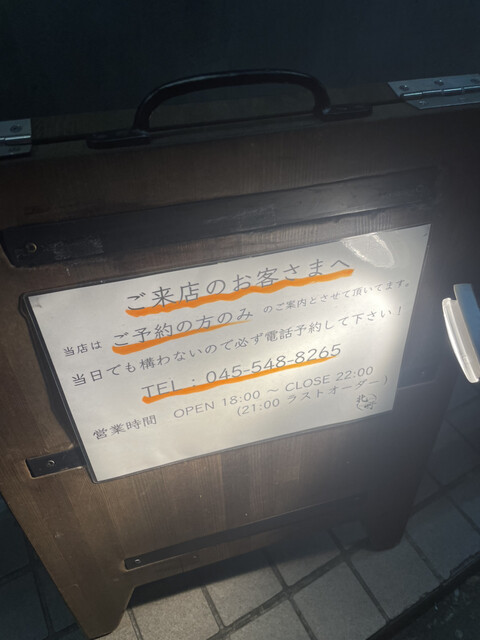 ご来店のお客さまへ
当店は ご予約の方のみ のご案内とさせて頂いてます。
当日でも構わないので必ず電話予約して下さい！
TEL：045-548-8265
営業時間 OPEN 18:00 〜 CLOSE 22:00
(21:00 ラストオーダー)